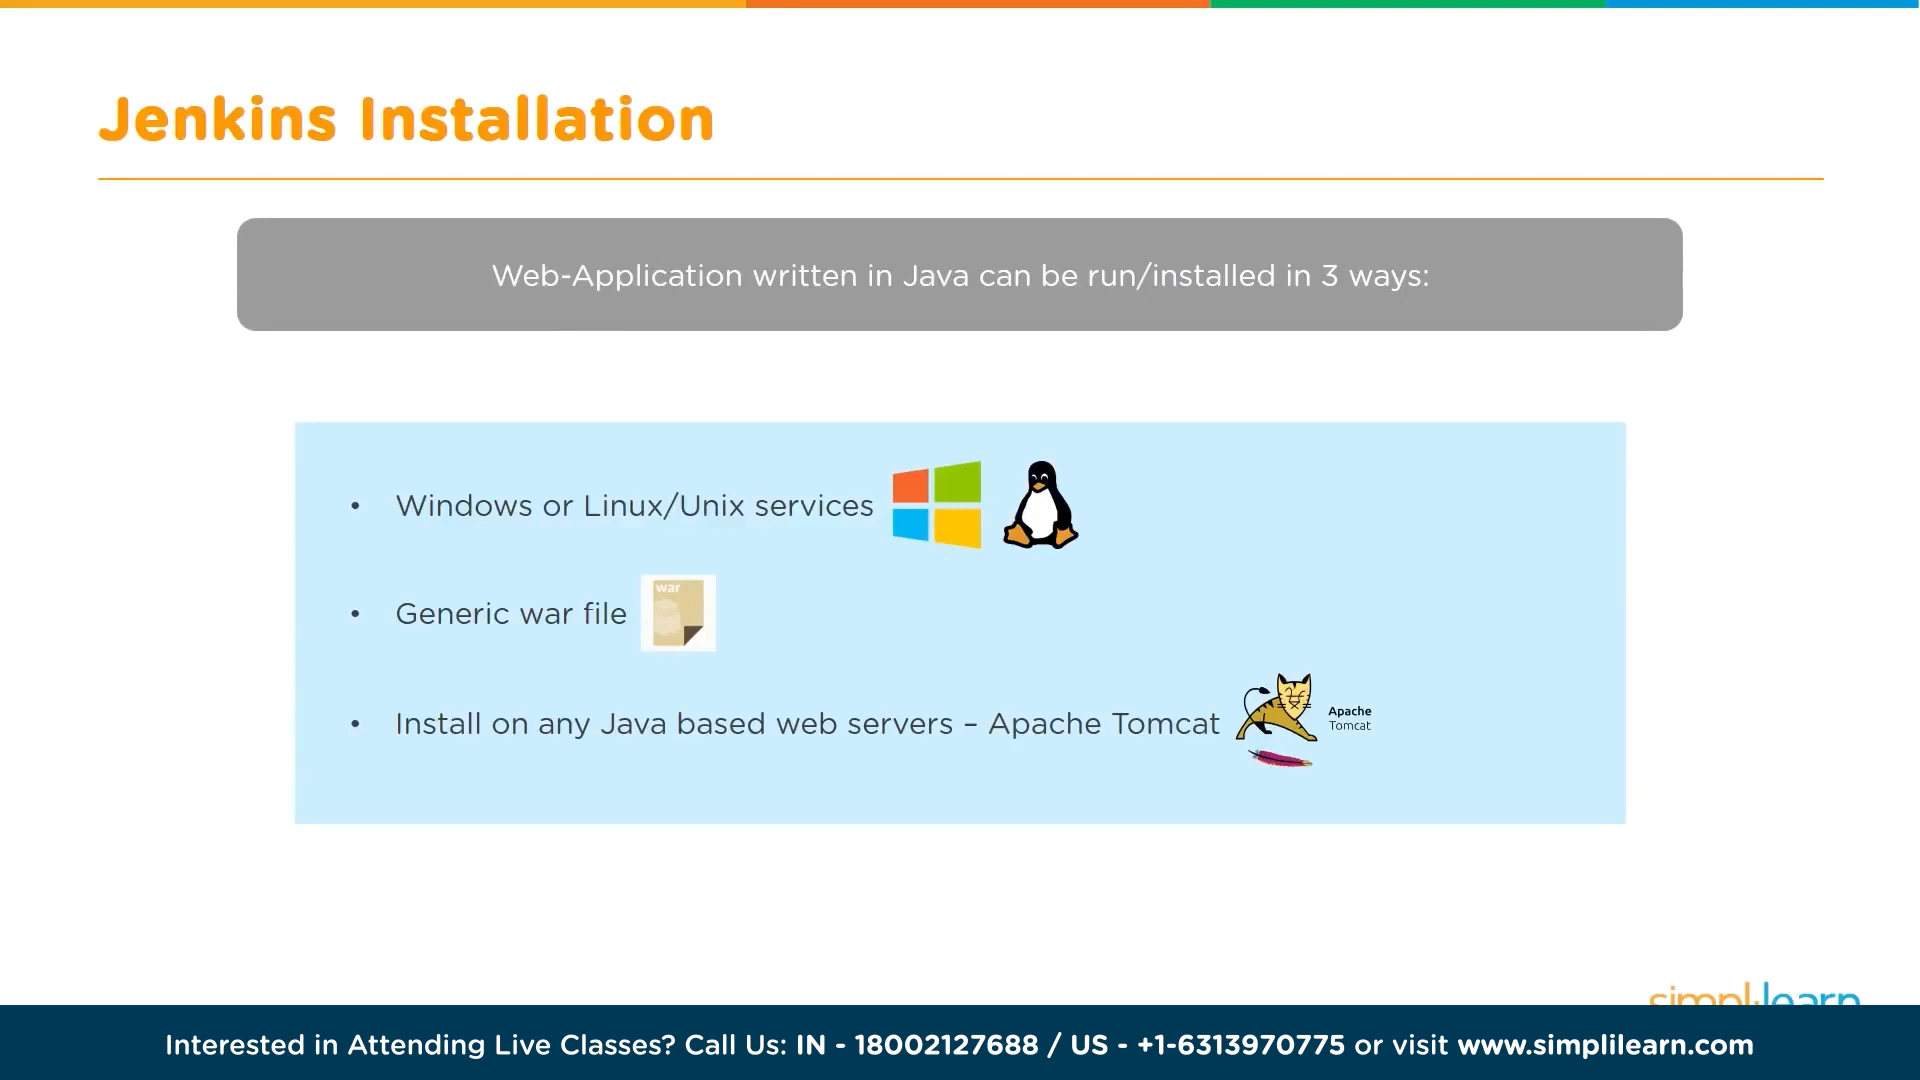 Jenkins Installation
Web-Application written in Java can be run/installed in 3 ways:
• Windows or Linux/Unix services
• Generic war file
war
• Install on any Java based web servers – Apache Tomcat
Apache
Tomcat
simplilearn
Interested in Attending Live Classes? Call Us: IN - 18002127688 / US - +1-6313970775 or visit www.simplilearn.com